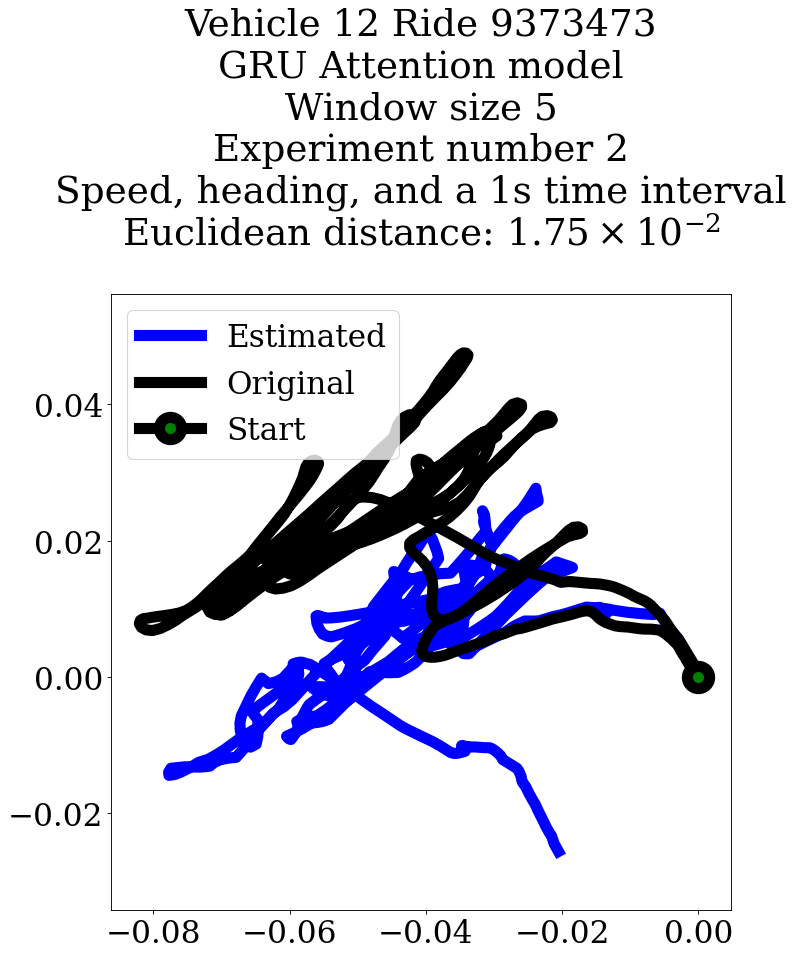 Vehicle 12 Ride 9373473
GRU Attention model
Window size 5
Experiment number 2
Speed, heading, and a 1s time interval
Euclidean distance: 1.75 × 10⁻²
Estimated
Original
Start
0.04
0.02
0.00
−0.02
−0.08 −0.06 −0.04 −0.02 0.00